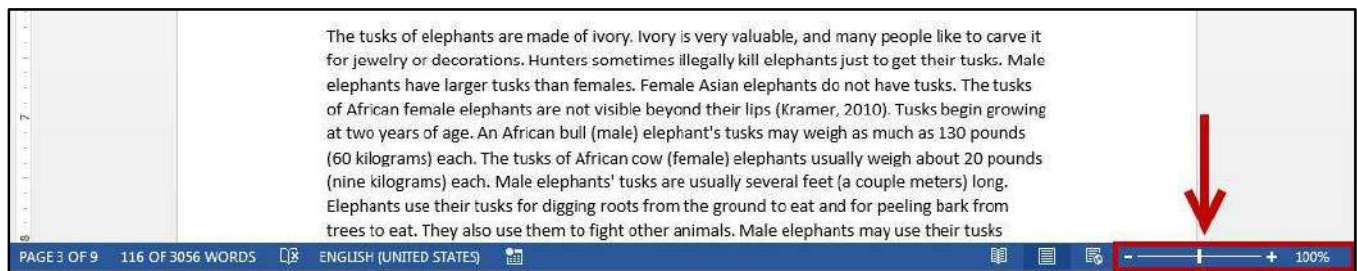 The tusks of elephants are made of ivory. Ivory is very valuable, and many people like to carve it
for jewelry or decorations. Hunters sometimes illegally kill elephants just to get their tusks. Male
elephants have larger tusks than females. Female Asian elephants do not have tusks. The tusks
of African female elephants are not visible beyond their lips (Kramer, 2010). Tusks begin growing
at two years of age. An African bull (male) elephant's tusks may weigh as much as 130 pounds
(60 kilograms) each. The tusks of African cow (female) elephants usually weigh about 20 pounds
(nine kilograms) each. Male elephants' tusks are usually several feet (a couple meters) long.
Elephants use their tusks for digging roots from the ground to eat and for peeling bark from
trees to eat. They also use them to fight other animals. Male elephants may use their tusks
7
8
PAGE 3 OF 9 116 OF 3056 WORDS ENGLISH (UNITED STATES) - + 100%